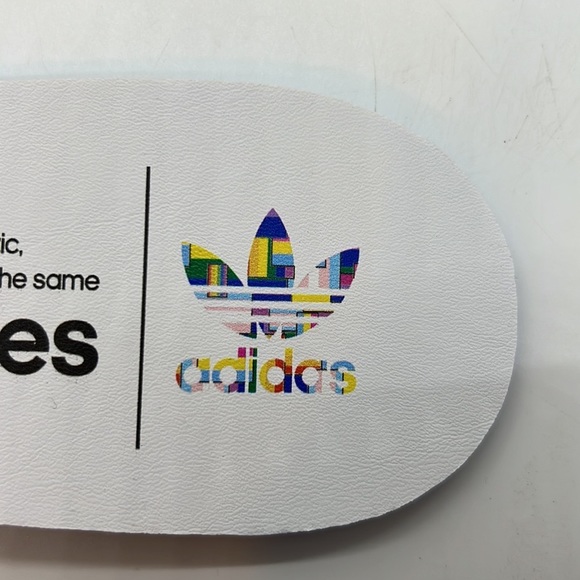 ic,
he same
es
adidas